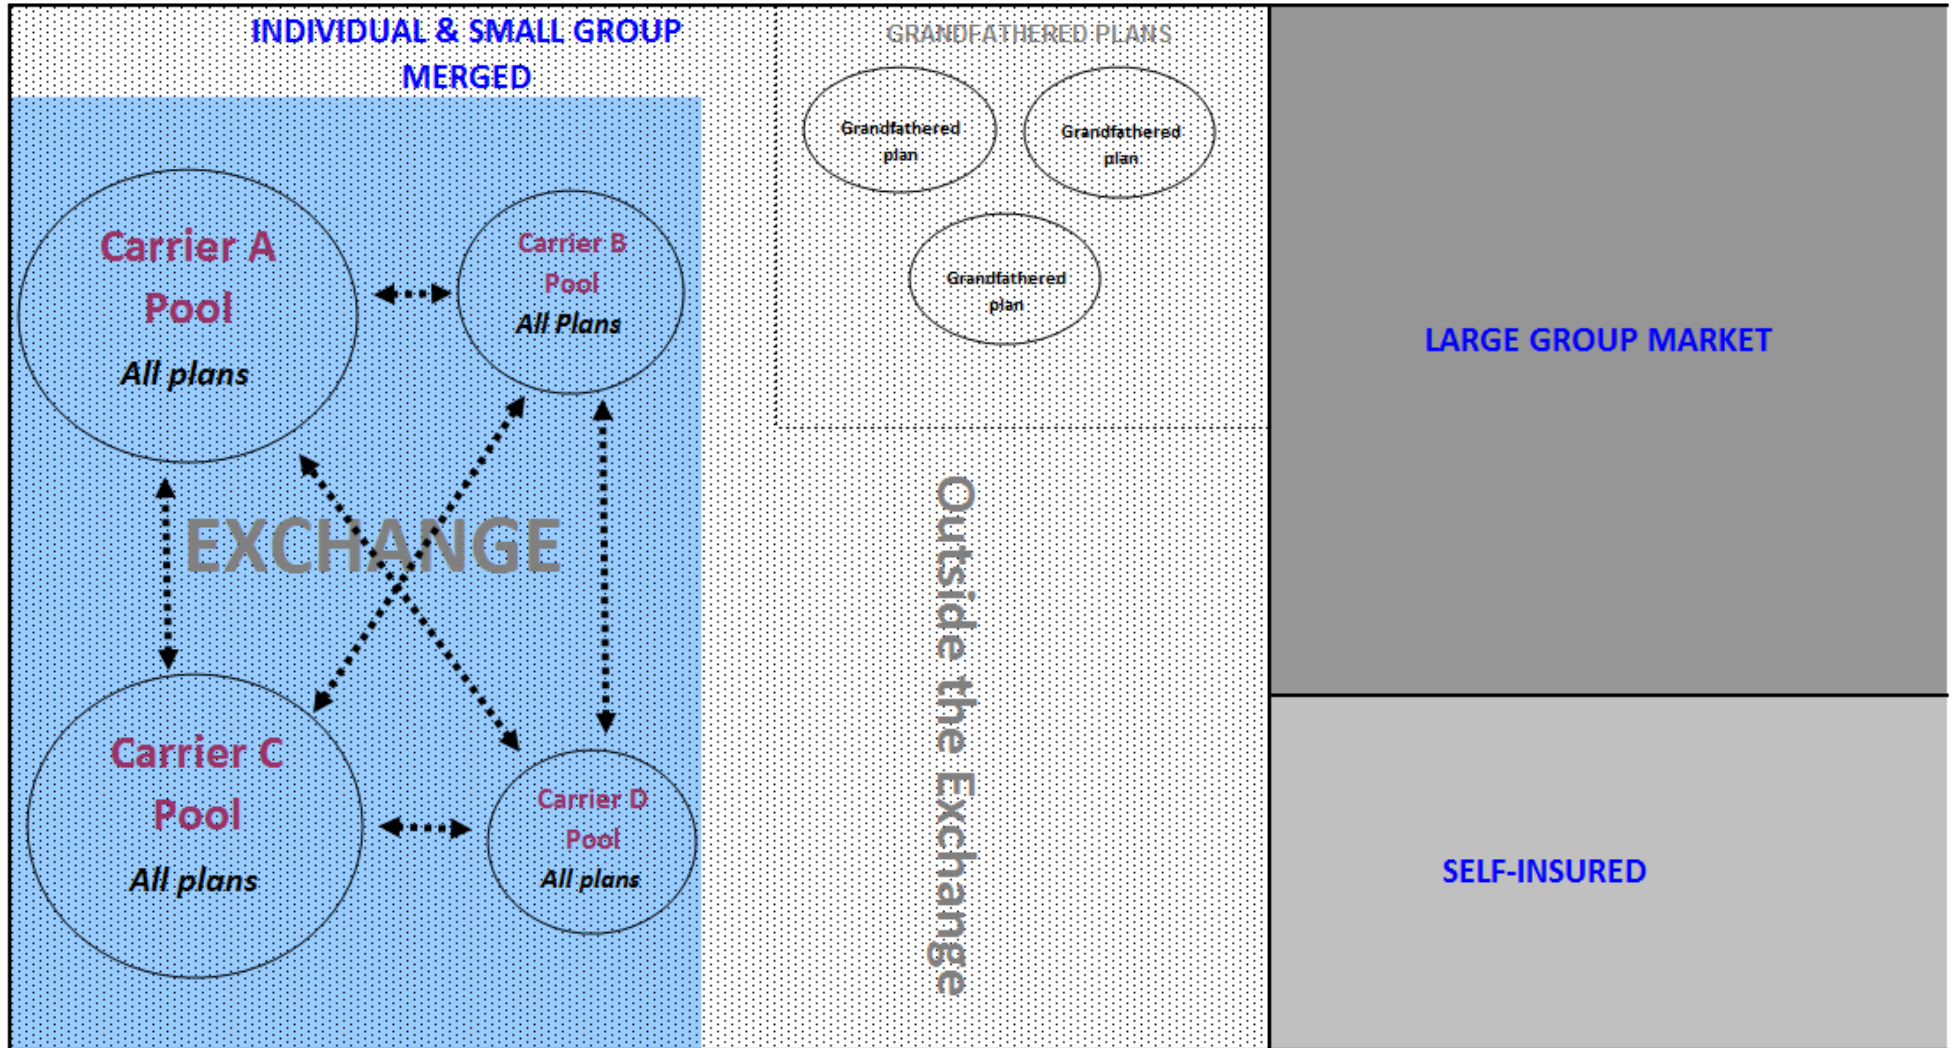 INDIVIDUAL & SMALL GROUP
MERGED
GRANDFATHERED PLANS
Grandfathered
plan
Grandfathered
plan
Grandfathered
plan
Carrier A
Pool
All plans
Carrier B
Pool
All Plans
EXCHANGE
Carrier C
Pool
All plans
Carrier D
Pool
All plans
Outside the Exchange
LARGE GROUP MARKET
SELF-INSURED